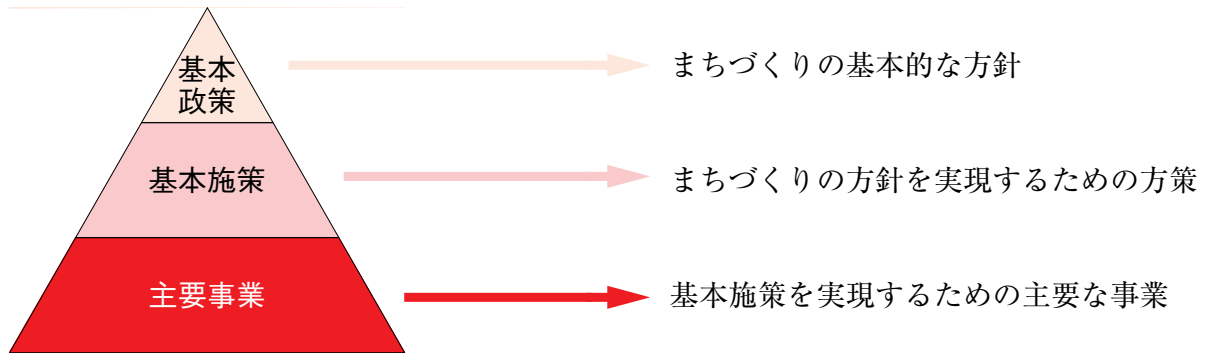 基本
政策
まちづくりの基本的な方針
基本施策
まちづくりの方針を実現するための方策
主要事業
基本施策を実現するための主要な事業